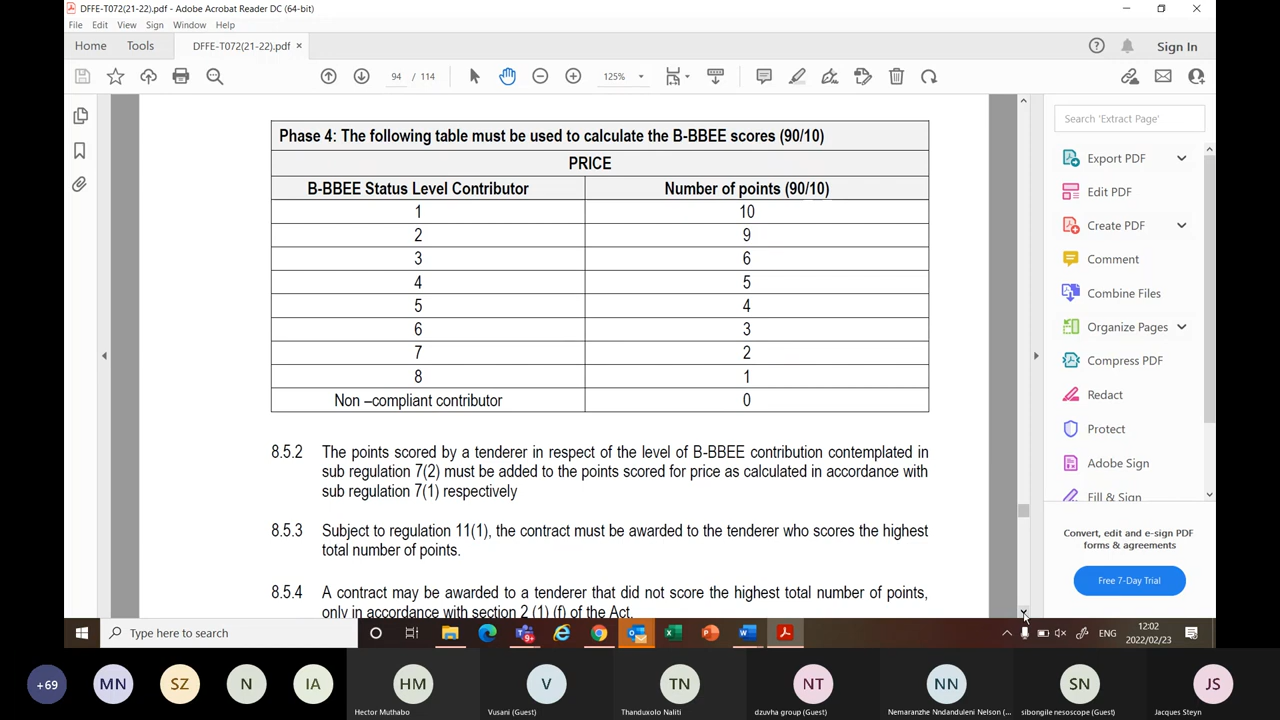 DFFE-T072(21-22).pdf - Adobe Acrobat Reader DC (64-bit)
File Edit View Sign Window Help
Home Tools DFFE-T072(21-22).pdf × Sign In
94 / 114 125%
Search 'Extract Page'
Phase 4: The following table must be used to calculate the B-BBEE scores (90/10)
PRICE
B-BBEE Status Level Contributor Number of points (90/10)
1 10
2 9
3 6
4 5
5 4
6 3
7 2
8 1
Non –compliant contributor 0
8.5.2 The points scored by a tenderer in respect of the level of B-BBEE contribution contemplated in
sub regulation 7(2) must be added to the points scored for price as calculated in accordance with
sub regulation 7(1) respectively
8.5.3 Subject to regulation 11(1), the contract must be awarded to the tenderer who scores the highest
total number of points.
8.5.4 A contract may be awarded to a tenderer that did not score the highest total number of points,
only in accordance with section 2 (1) (f) of the Act.
Export PDF
Edit PDF
Create PDF
Comment
Combine Files
Organize Pages
Compress PDF
Redact
Protect
Adobe Sign
Fill & Sign
Convert, edit and e-sign PDF
forms & agreements
Free 7-Day Trial
Type here to search
ENG
12:02
2022/02/23
+69 MN SZ N IA HM V TN NT NN SN JS
Hector Muthabo Vusani (Guest) Thanduxolo Naliti dzuvha group (Guest) Nemaranzhe Nndanduleni Nelson (... sibongile nesoscope (Guest) Jacques Steyn